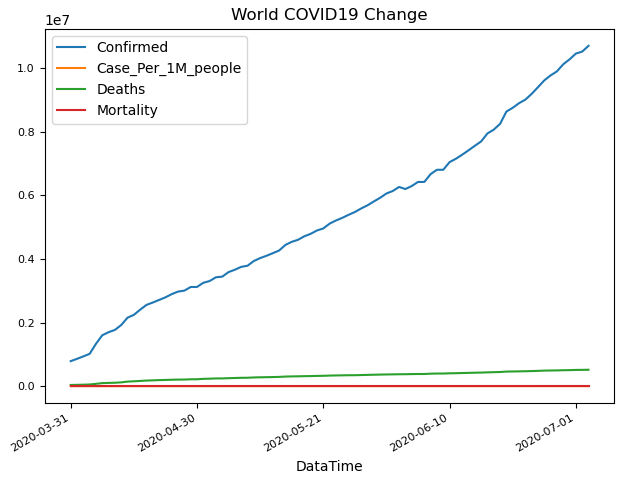 World COVID19 Change
1e7
Confirmed
Case_Per_1M_people
Deaths
Mortality
1.0
0.8
0.6
0.4
0.2
0.0
2020-03-31
2020-04-30
2020-05-21
2020-06-10
2020-07-01
DataTime